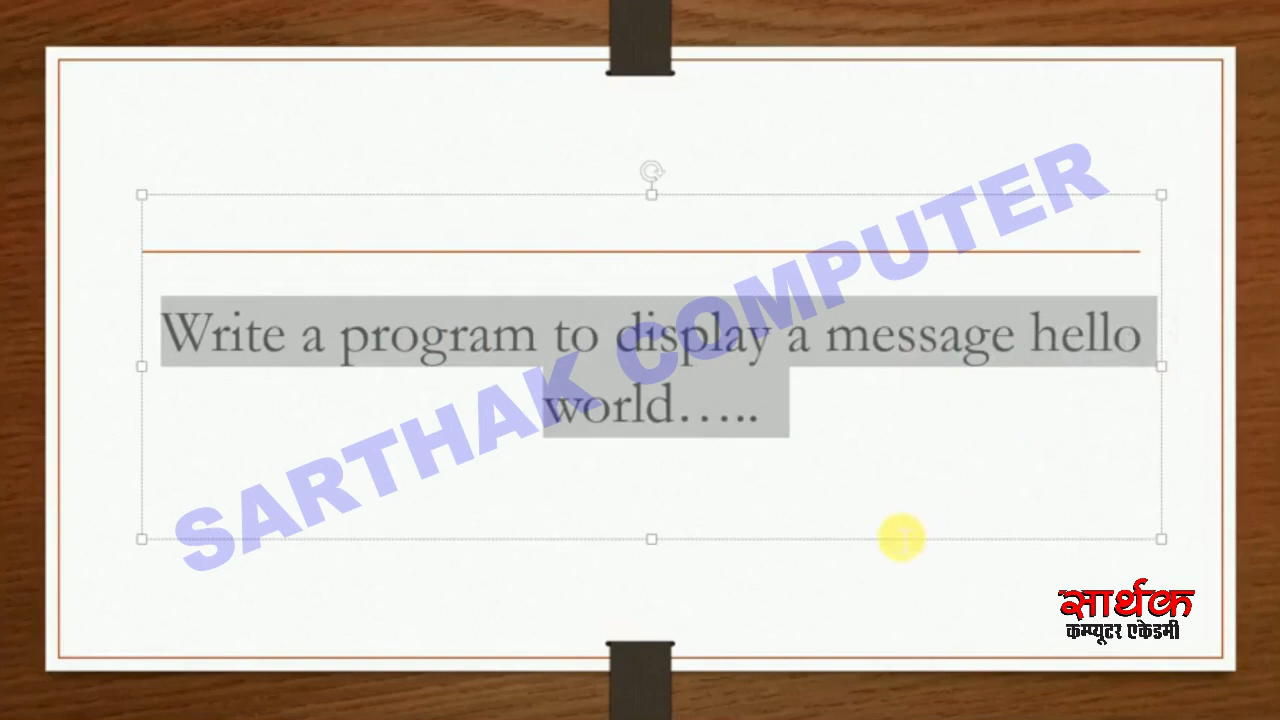 Write a program to display a message hello
world…..
SARTHAK COMPUTER
सार्थक
कम्प्यूटर एकेडमी